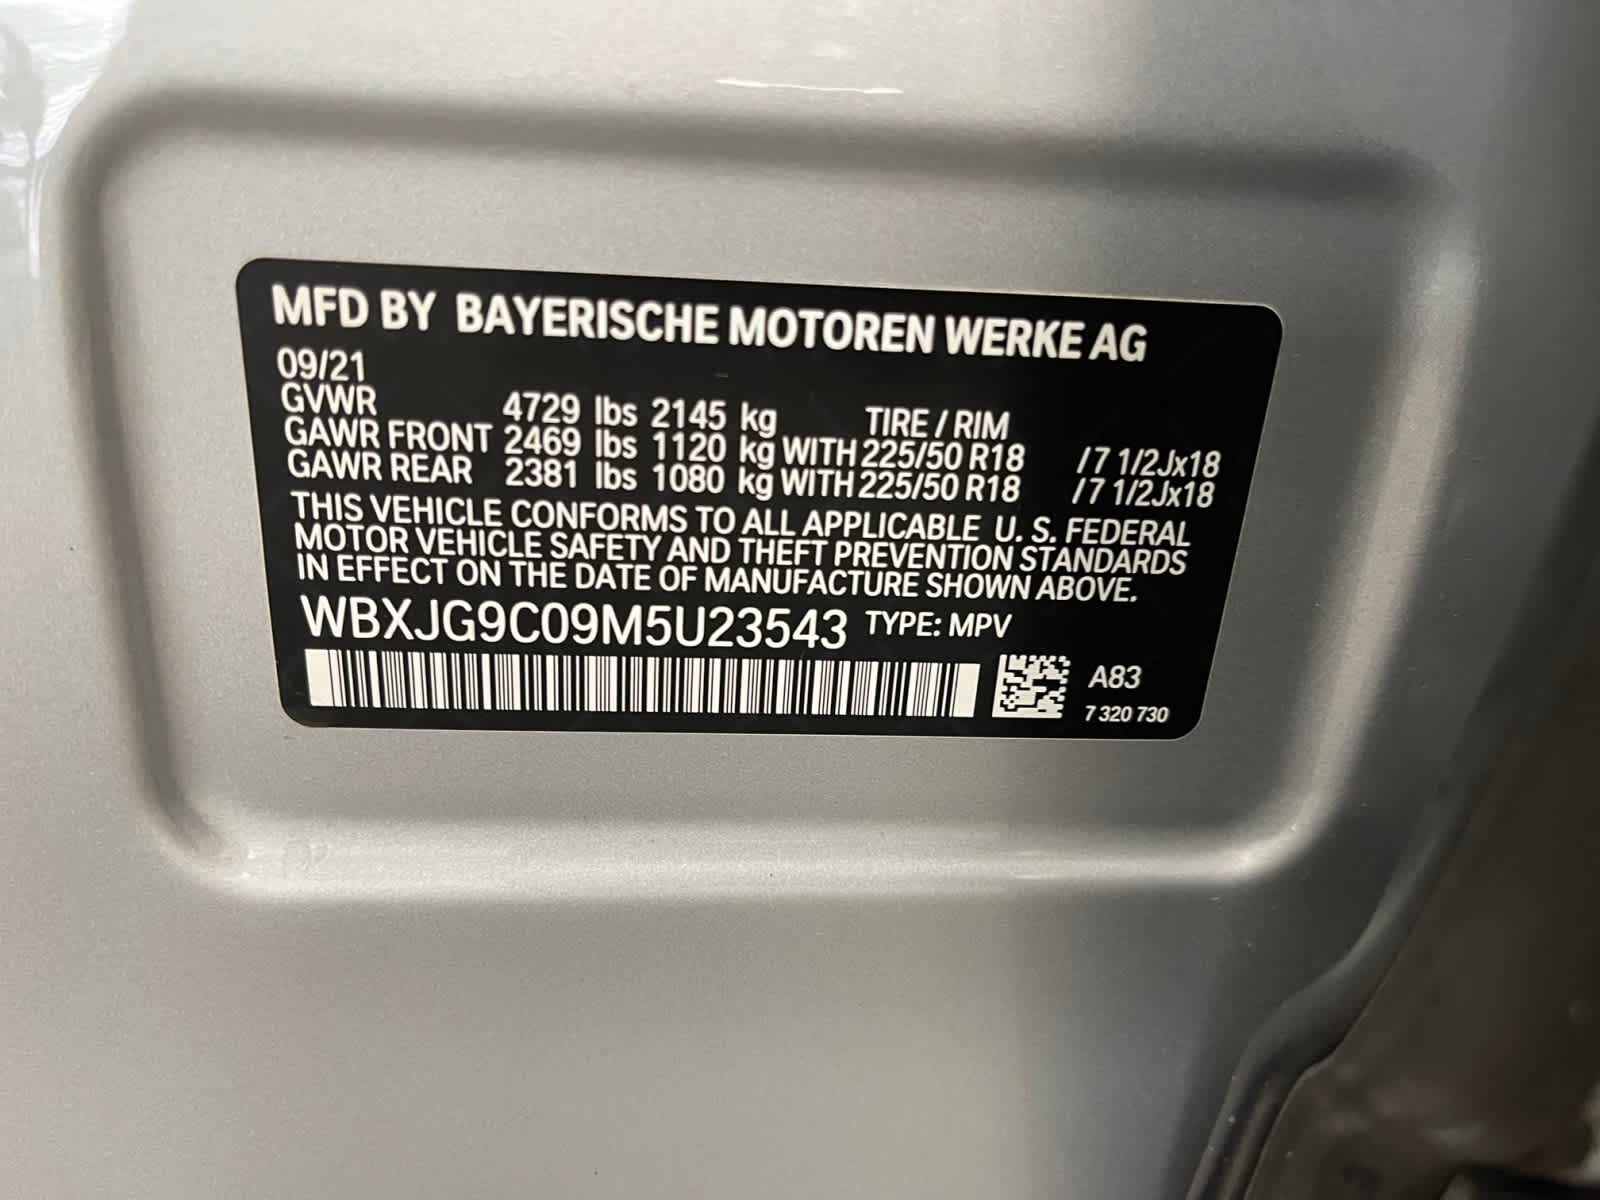 MFD BY BAYERISCHE MOTOREN WERKE AG
09/21
GVWR 4729 lbs 2145 kg TIRE / RIM
GAWR FRONT 2469 lbs 1120 kg WITH 225/50 R18 / 7 1/2Jx18
GAWR REAR 2381 lbs 1080 kg WITH 225/50 R18 / 7 1/2Jx18
THIS VEHICLE CONFORMS TO ALL APPLICABLE U. S. FEDERAL
MOTOR VEHICLE SAFETY AND THEFT PREVENTION STANDARDS
IN EFFECT ON THE DATE OF MANUFACTURE SHOWN ABOVE.
WBXJG9C09M5U23543 TYPE: MPV
A83
7 320 730